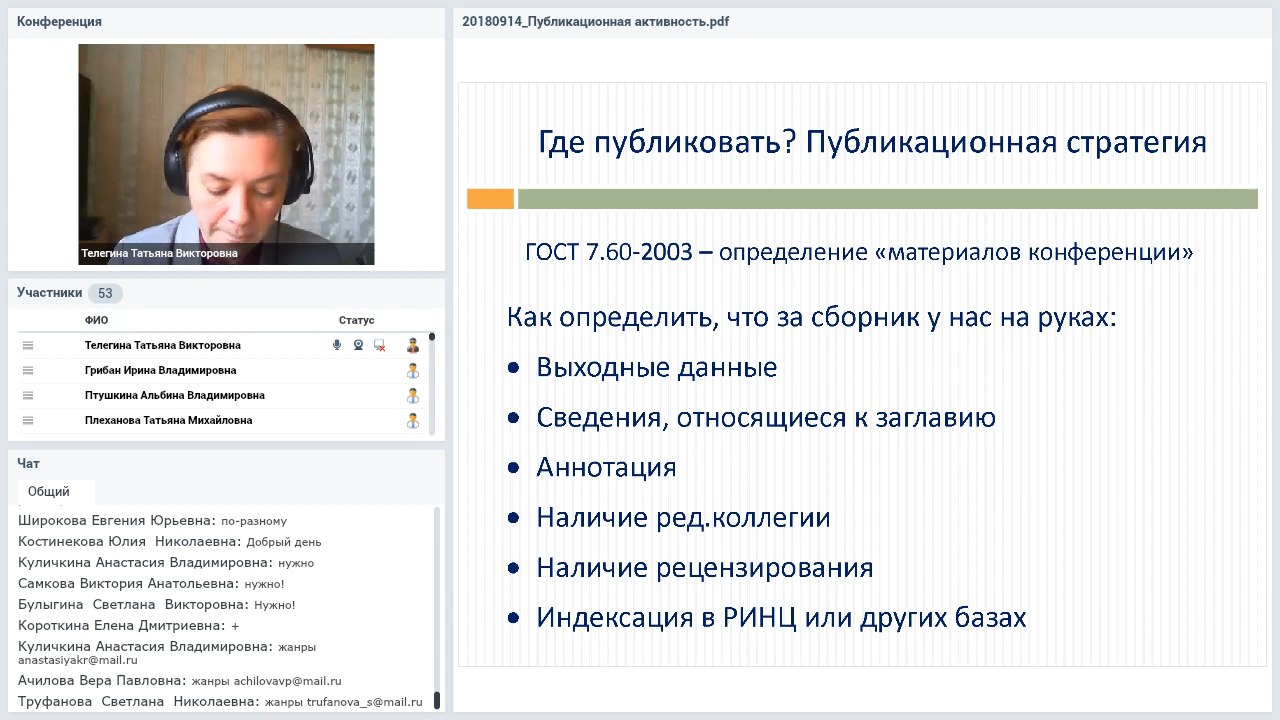 Конференция
Телегина Татьяна Викторовна
Участники 53
ФИО Статус
Телегина Татьяна Викторовна
Грибан Ирина Владимировна
Птушкина Альбина Владимировна
Плеханова Татьяна Михайловна
Чат
Общий
Широкова Евгения Юрьевна: по-разному
Костинекова Юлия Николаевна: Добрый день
Куличкина Анастасия Владимировна: нужно
Самкова Виктория Анатольевна: нужно!
Булыгина Светлана Викторовна: Нужно!
Короткина Елена Дмитриевна: +
Куличкина Анастасия Владимировна: жанры
anastasiyakr@mail.ru
Ачилова Вера Павловна: жанры achilovavp@mail.ru
Труфанова Светлана Николаевна: жанры trufanova_s@mail.ru
20180914_Публикационная активность.pdf
Где публиковать? Публикационная стратегия
ГОСТ 7.60-2003 – определение «материалов конференции»
Как определить, что за сборник у нас на руках:
• Выходные данные
• Сведения, относящиеся к заглавию
• Аннотация
• Наличие ред.коллегии
• Наличие рецензирования
• Индексация в РИНЦ или других базах